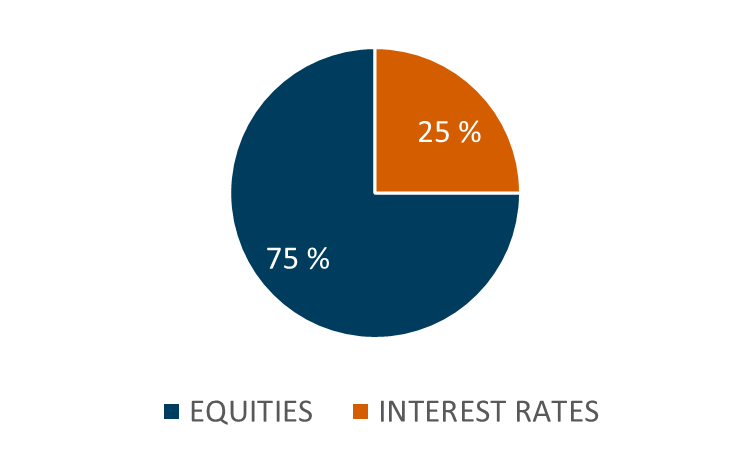 25 %
75 %
EQUITIES INTEREST RATES